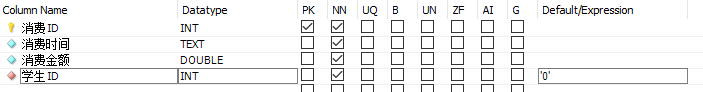 Column Name Datatype PK NN UQ B UN ZF AI G Default/Expression
消费ID INT
消费时间 TEXT
消费金额 DOUBLE
学生ID INT '0'